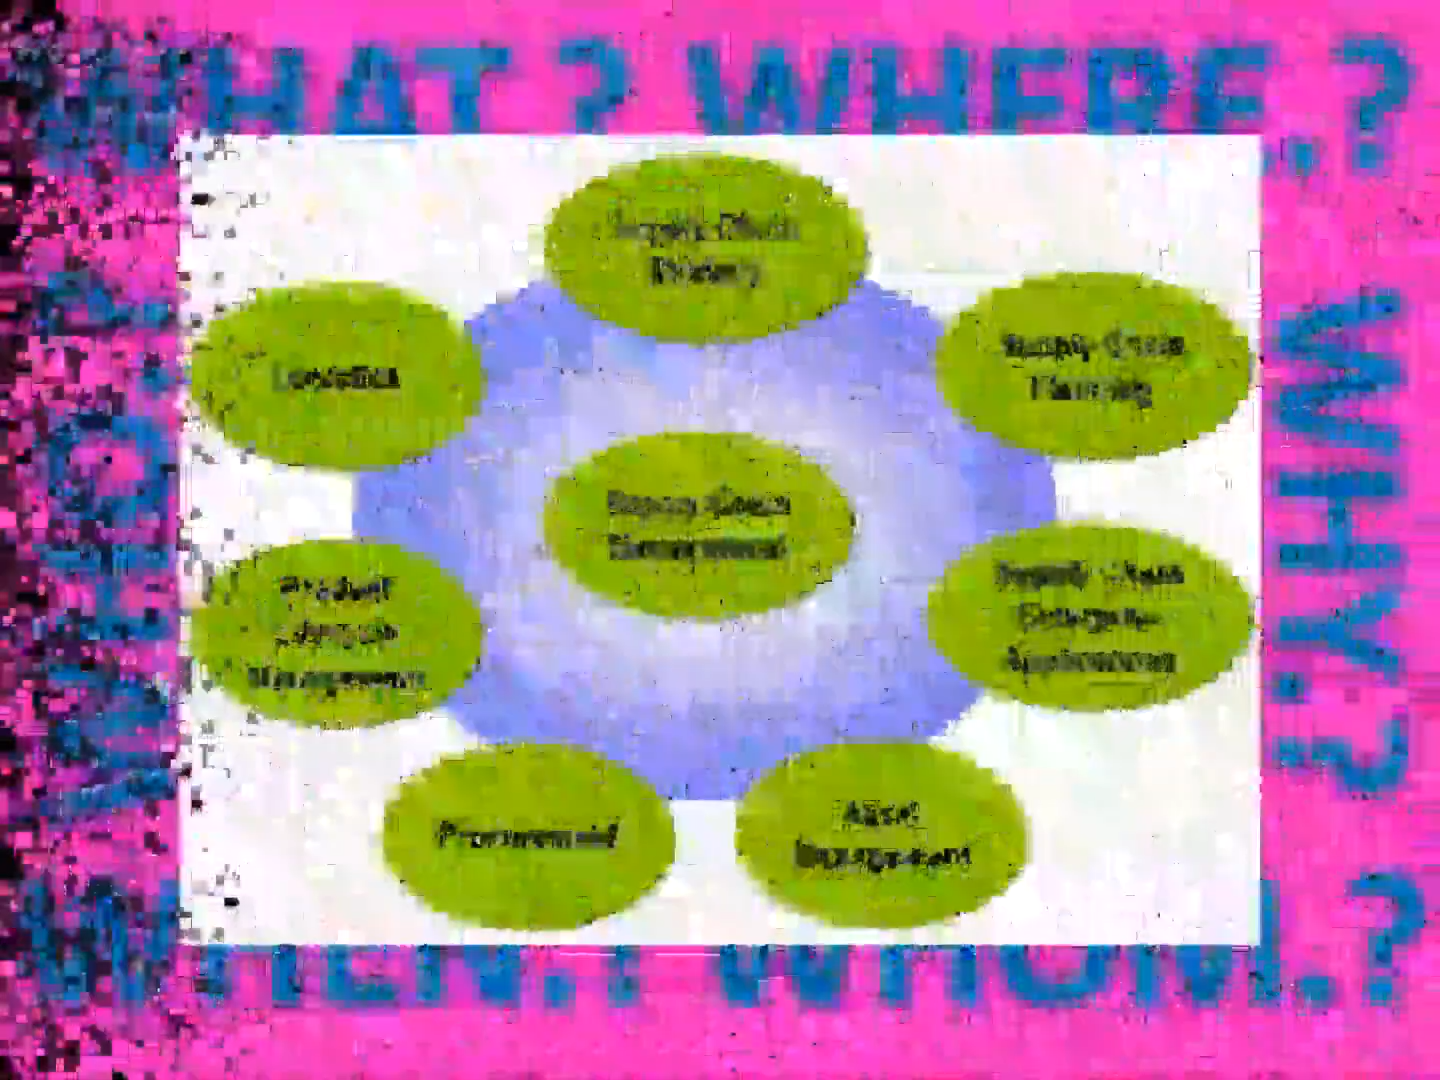 WHAT ? WHERE.?
Supply Chain
Logistics
Supply Chain
Planning
Supply Chain
Management
Product
Lifecycle
Management
Supply Chain
Enterprise
Applications
Procurement
Asset
Management
WHY.?
WHEN.? WHOM.?